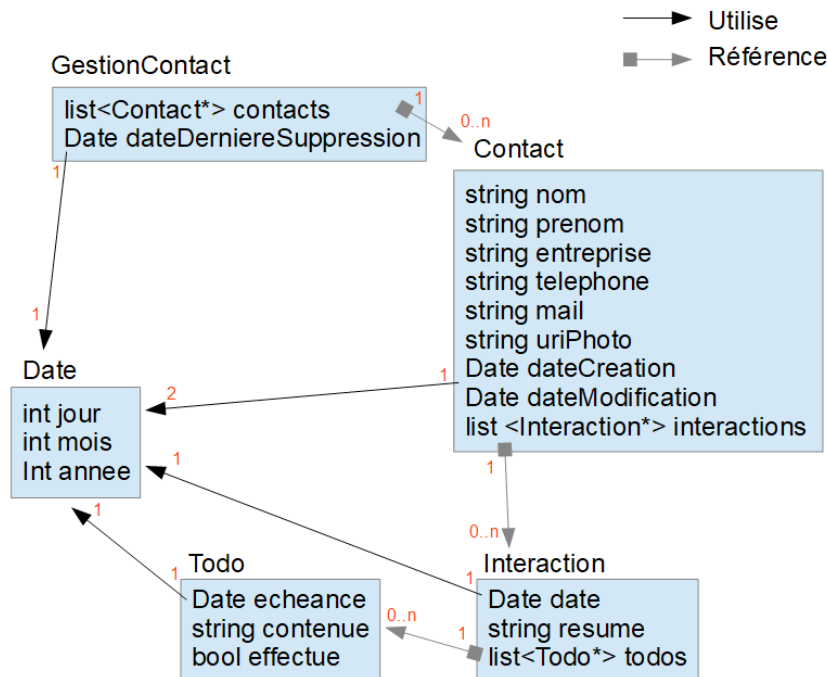 Utilise
Référence
GestionContact
list<Contact*> contacts
Date dateDerniereSuppression
1
0..n
1
1
Contact
string nom
string prenom
string entreprise
string telephone
string mail
string uriPhoto
Date dateCreation
Date dateModification
list <Interaction*> interactions
1
2
1
0..n
Date
int jour
int mois
Int annee
1
1
Todo
Date echeance
string contenue
bool effectue
1
0..n
Interaction
Date date
string resume
list<Todo*> todos
1
1